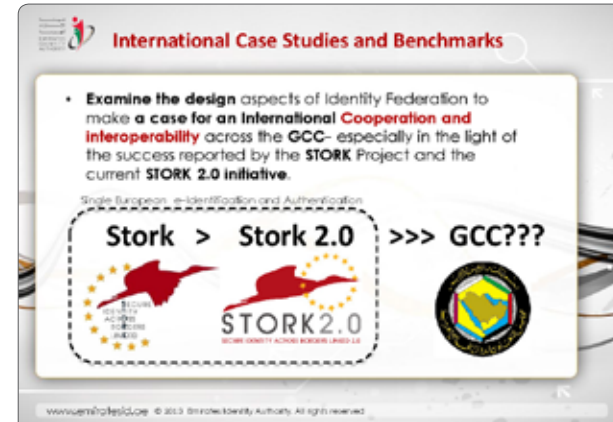 International Case Studies and Benchmarks
• Examine the design aspects of Identity Federation to
make a case for an International Cooperation and
interoperability across the GCC– especially in the light of
the success reported by the STORK Project and the
current STORK 2.0 initiative.
Single European e-Identification and Authentication
Stork > Stork 2.0 >>> GCC???
SECURE
IDENTITY
ACROSS
BORDERS
LINKED
STORK2.0
SECURE IDENTITY ACROSS BORDERS LINKED 2.0
www.emiratesid.ae © 2013 Emirates Identity Authority. All rights reserved